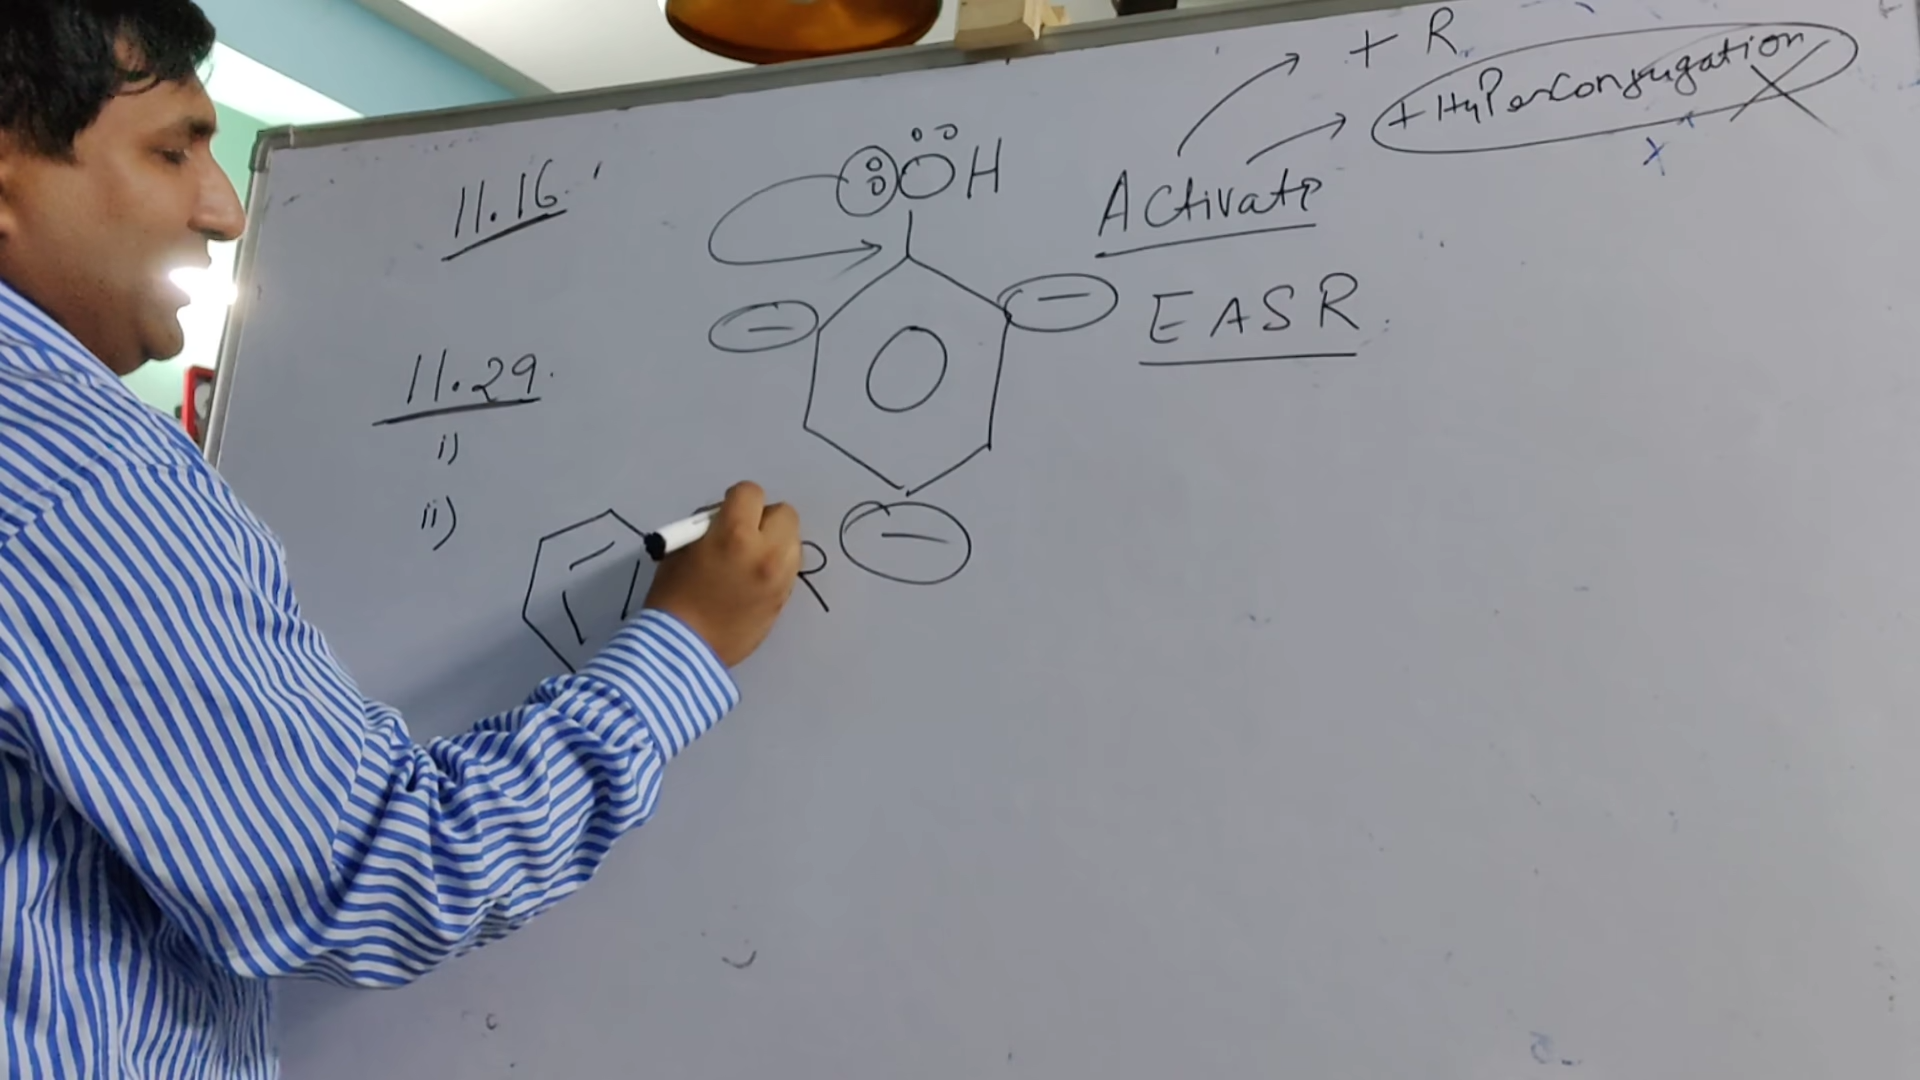 + R
+ HyPerConjugation
11.16
OH
Activate
EASR
11.29.
i)
ii)
R